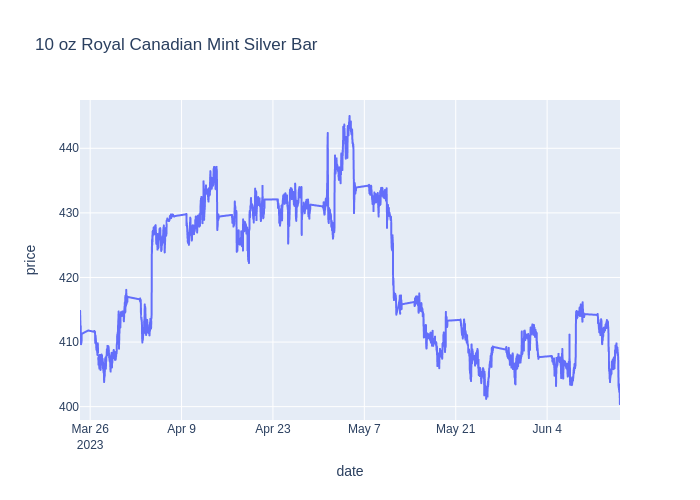 10 oz Royal Canadian Mint Silver Bar
price
440
430
420
410
400
Mar 26
2023
Apr 9
Apr 23
May 7
May 21
Jun 4
date